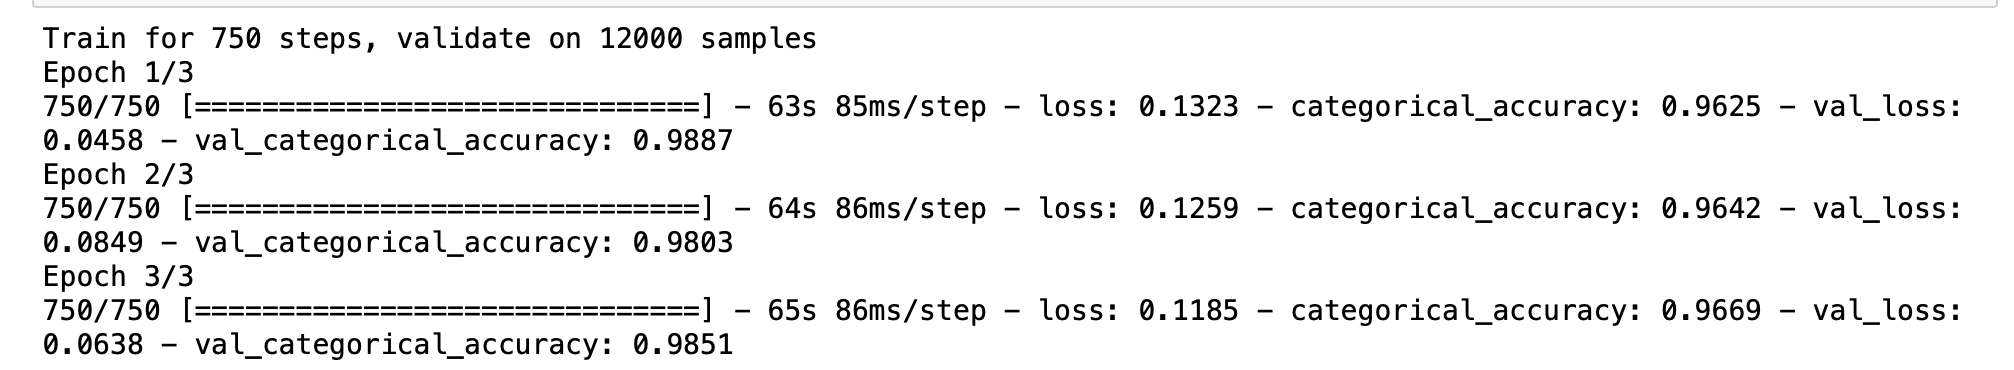 Train for 750 steps, validate on 12000 samples
Epoch 1/3
750/750 [==============================] - 63s 85ms/step - loss: 0.1323 - categorical_accuracy: 0.9625 - val_loss:
0.0458 - val_categorical_accuracy: 0.9887
Epoch 2/3
750/750 [==============================] - 64s 86ms/step - loss: 0.1259 - categorical_accuracy: 0.9642 - val_loss:
0.0849 - val_categorical_accuracy: 0.9803
Epoch 3/3
750/750 [==============================] - 65s 86ms/step - loss: 0.1185 - categorical_accuracy: 0.9669 - val_loss:
0.0638 - val_categorical_accuracy: 0.9851